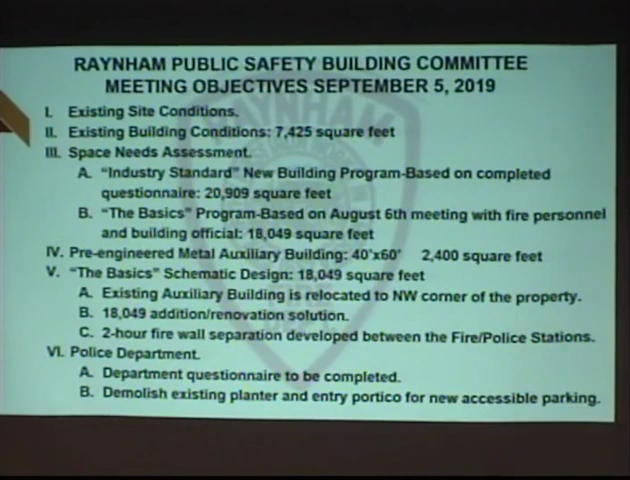 RAYNHAM PUBLIC SAFETY BUILDING COMMITTEE
MEETING OBJECTIVES SEPTEMBER 5, 2019
I. Existing Site Conditions.
II. Existing Building Conditions: 7,425 square feet
III. Space Needs Assessment.
A. “Industry Standard” New Building Program-Based on completed
questionnaire: 20,909 square feet
B. “The Basics” Program-Based on August 6th meeting with fire personnel
and building official: 18,049 square feet
IV. Pre-engineered Metal Auxiliary Building: 40'x60' 2,400 square feet
V. “The Basics” Schematic Design: 18,049 square feet
A. Existing Auxiliary Building is relocated to NW corner of the property.
B. 18,049 addition/renovation solution.
C. 2-hour fire wall separation developed between the Fire/Police Stations.
VI. Police Department.
A. Department questionnaire to be completed.
B. Demolish existing planter and entry portico for new accessible parking.
RAYNHAM
FIRE